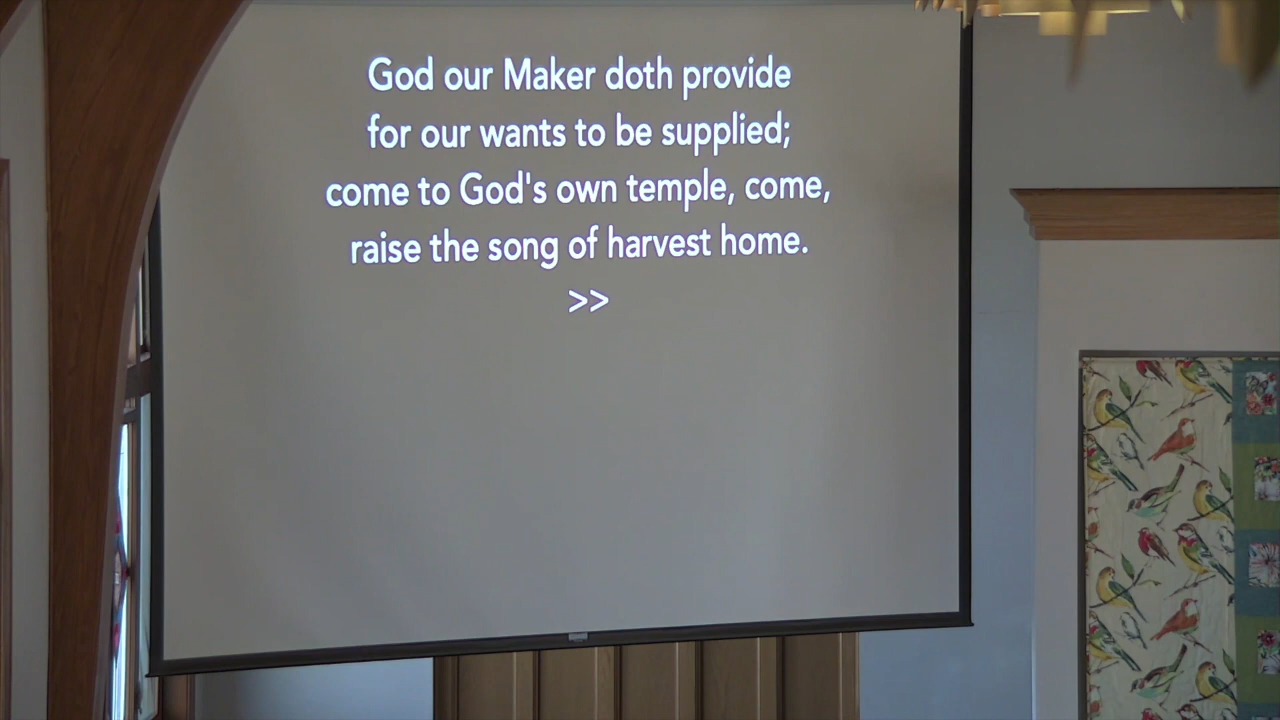 God our Maker doth provide
for our wants to be supplied;
come to God's own temple, come,
raise the song of harvest home.
>>